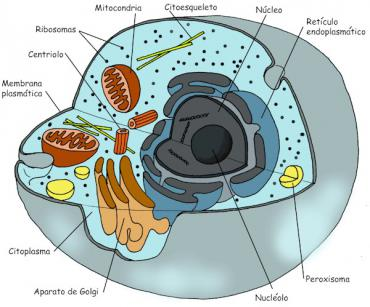 Mitocondria
Citoesqueleto
Núcleo
Ribosomas
Retículo
endoplasmático
Centriolo
Membrana
plasmática
Citoplasma
Aparato de Golgi
Nucléolo
Peroxisoma